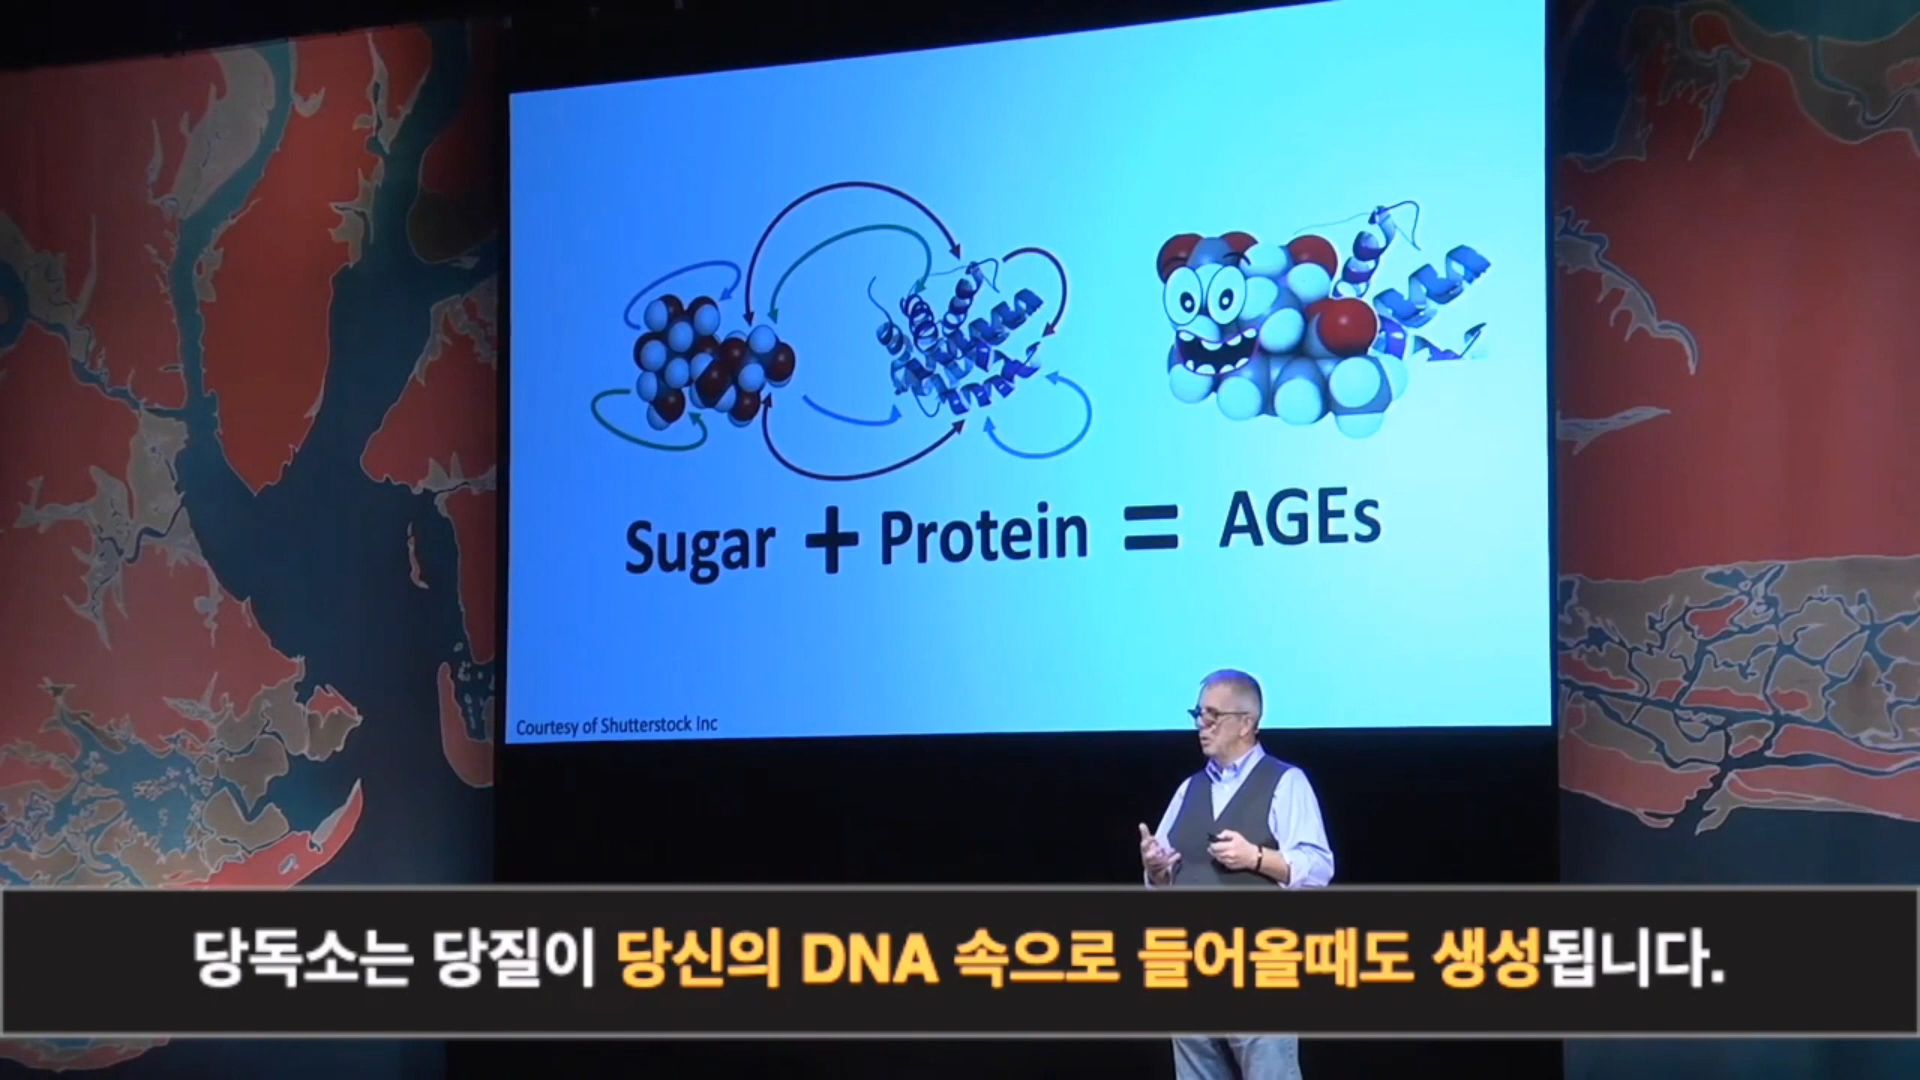 Sugar + Protein = AGEs
Courtesy of Shutterstock Inc
당독소는 당질이 당신의 DNA 속으로 들어올때도 생성됩니다.